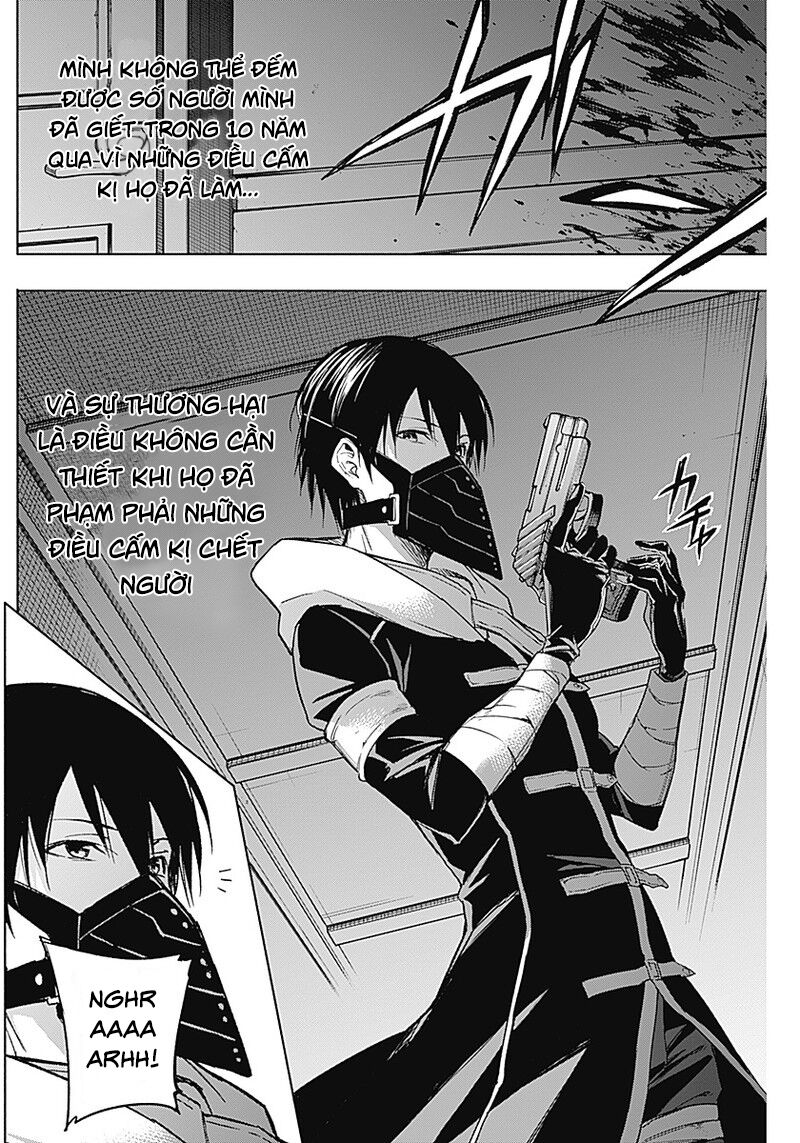 MÌNH KHÔNG THỂ ĐẾM
ĐƯỢC SỐ NGƯỜI MÌNH
ĐÃ GIẾT TRONG 10 NĂM
QUA VÌ NHỮNG ĐIỀU CẤM
KỊ HỌ ĐÃ LÀM...
ガッ
VÀ SỰ THƯƠNG HẠI
LÀ ĐIỀU KHÔNG CẦN
THIẾT KHI HỌ ĐÃ
PHẠM PHẢI NHỮNG
ĐIỀU CẤM KỊ CHẾT
NGƯỜI
カチャ
NGHR
AAAA
ARHH!